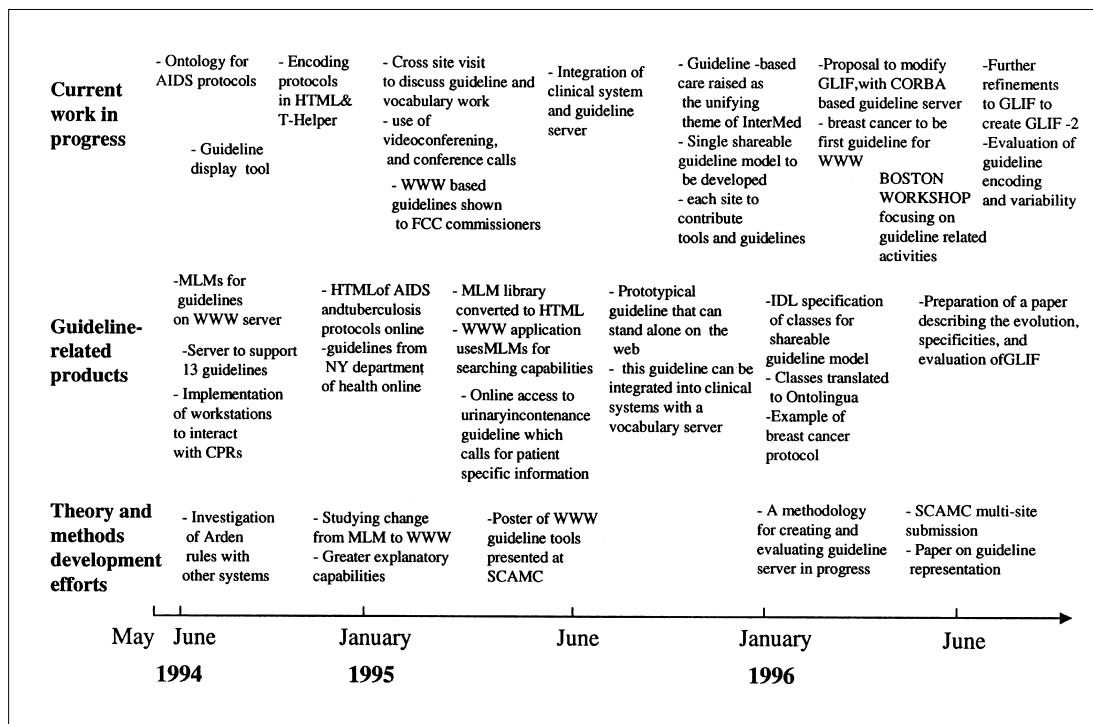 Current
work in
progress
- Ontology for
AIDS protocols
- Guideline
display tool
- Encoding
protocols
in HTML&
T-Helper
- Cross site visit
to discuss guideline and
vocabulary work
- use of
videoconferening,
and conference calls
- WWW based
guidelines shown
to FCC commissioners
- Integration of
clinical system
and guideline
server
- Guideline -based
care raised as
the unifying
theme of InterMed
- Single shareable
guideline model to
be developed
- each site to
contribute
tools and guidelines
-Proposal to modify
GLIF,with CORBA
based guideline server
- breast cancer to be
first guideline for
WWW
BOSTON
WORKSHOP
focusing on
guideline related
activities
-Further
refinements
to GLIF to
create GLIF -2
-Evaluation of
guideline
encoding
and variability
Guideline-
related
products
-MLMs for
guidelines
on WWW server
-Server to support
13 guidelines
- Implementation
of workstations
to interact
with CPRs
- HTMLof AIDS
andtuberculosis
protocols online
-guidelines from
NY department
of health online
- MLM library
converted to HTML
- WWW application
usesMLMs for
searching capabilities
- Online access to
urinaryincontenance
guideline which
calls for patient
specific information
- Prototypical
guideline that can
stand alone on the
web
- this guideline can be
integrated into clinical
systems with a
vocabulary server
-IDL specification
of classes for
shareable
guideline model
- Classes translated
to Ontolingua
-Example of
breast cancer
protocol
-Preparation of a paper
describing the evolution,
specificities, and
evaluation ofGLIF
Theory and
methods
development
efforts
- Investigation
of Arden
rules with
other systems
- Studying change
from MLM to WWW
- Greater explanatory
capabilities
-Poster of WWW
guideline tools
presented at
SCAMC
- A methodology
for creating and
evaluating guideline
server in progress
- SCAMC multi-site
submission
- Paper on guideline
representation
May June January June January June
1994 1995 1996